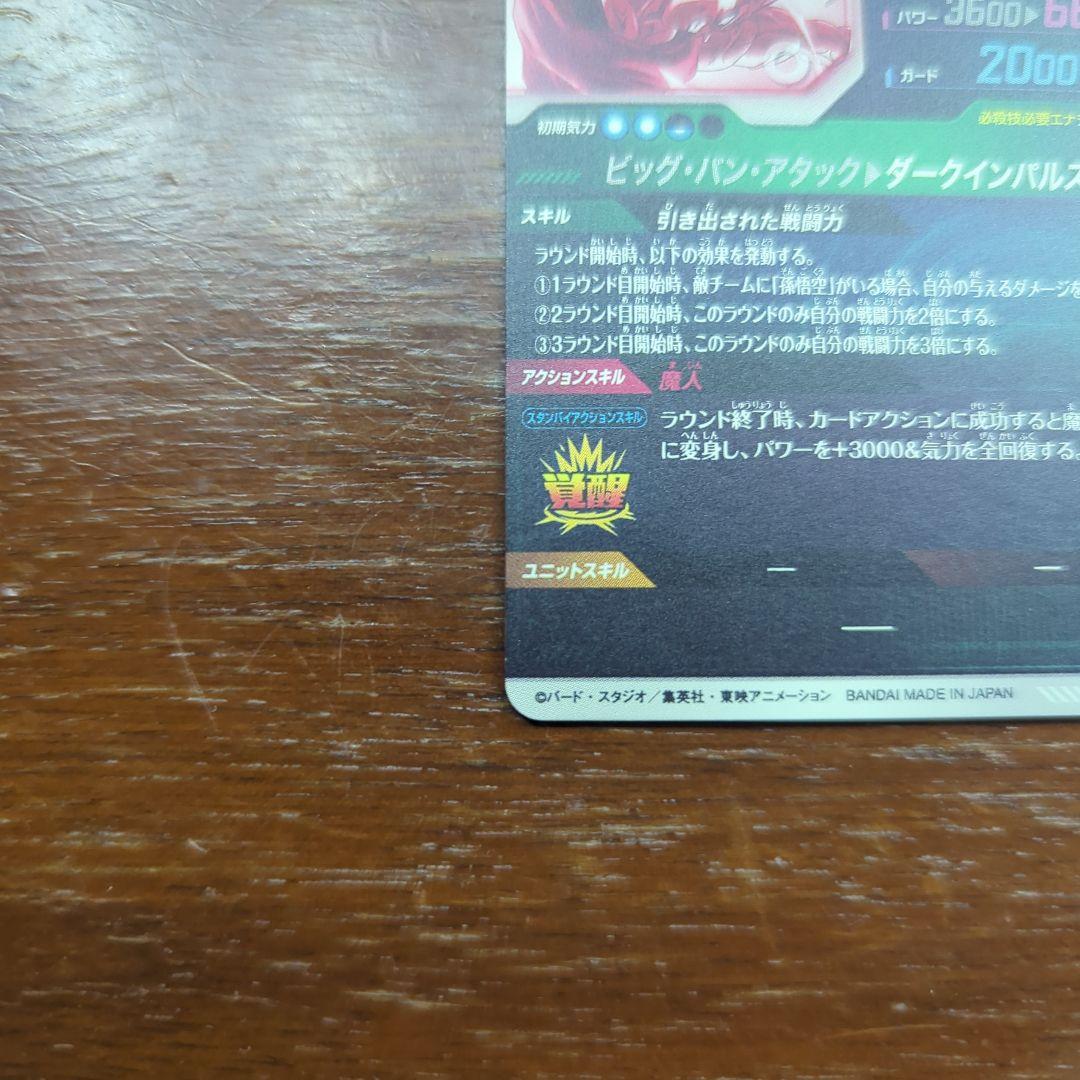 パワー 3600▶66
ガード 2000
初期気力
必殺技必要エナ
ビッグ・バン・アタック▶ダークインパルス
スキル 引き出された戦闘力
ラウンド開始時、以下の効果を発動する。
①1ラウンド目開始時、敵チームに「孫悟空」がいる場合、自分の与えるダメージを
②2ラウンド目開始時、このラウンドのみ自分の戦闘力を2倍にする。
③3ラウンド目開始時、このラウンドのみ自分の戦闘力を3倍にする。
アクションスキル 魔人
スタンバイアクションスキル
ラウンド終了時、カードアクションに成功すると魔
に変身し、パワーを+3000&気力を全回復する。
覚醒
ユニットスキル
©バード・スタジオ／集英社・東映アニメーション BANDAI MADE IN JAPAN